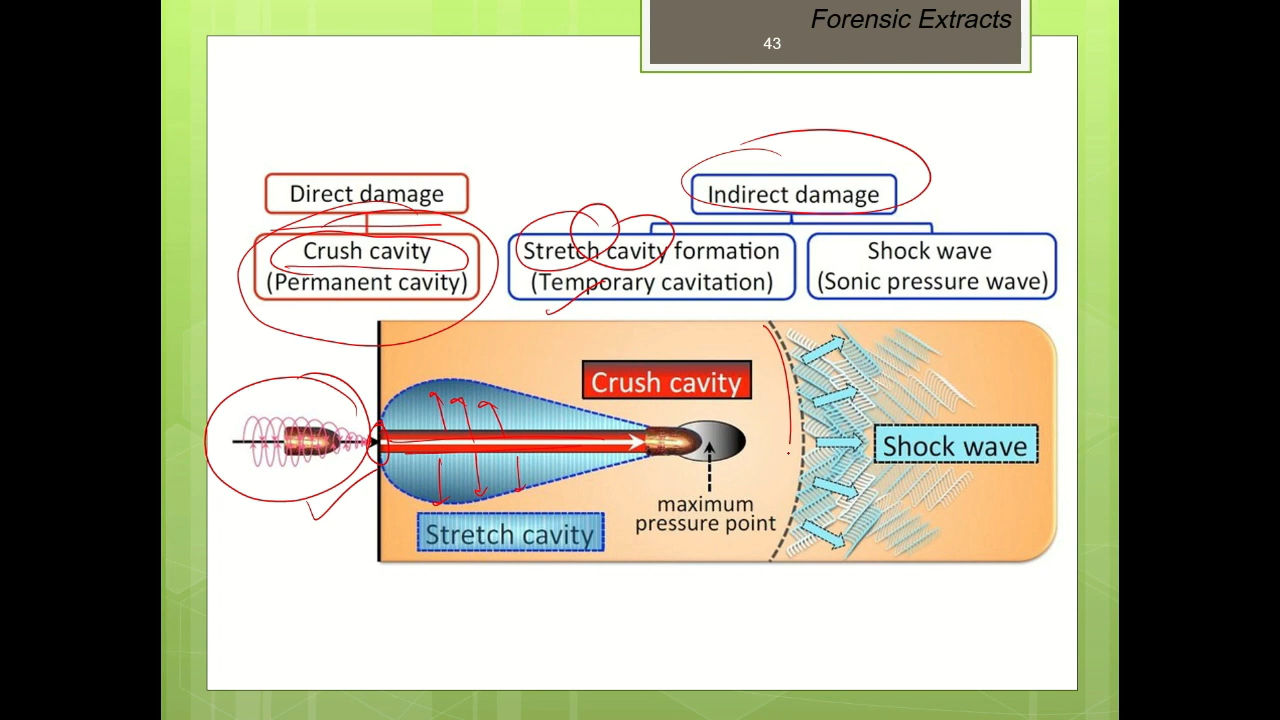 Forensic Extracts
43
Direct damage
Indirect damage
Crush cavity
(Permanent cavity)
Stretch cavity formation
(Temporary cavitation)
Shock wave
(Sonic pressure wave)
Crush cavity
Shock wave
maximum
pressure point
Stretch cavity